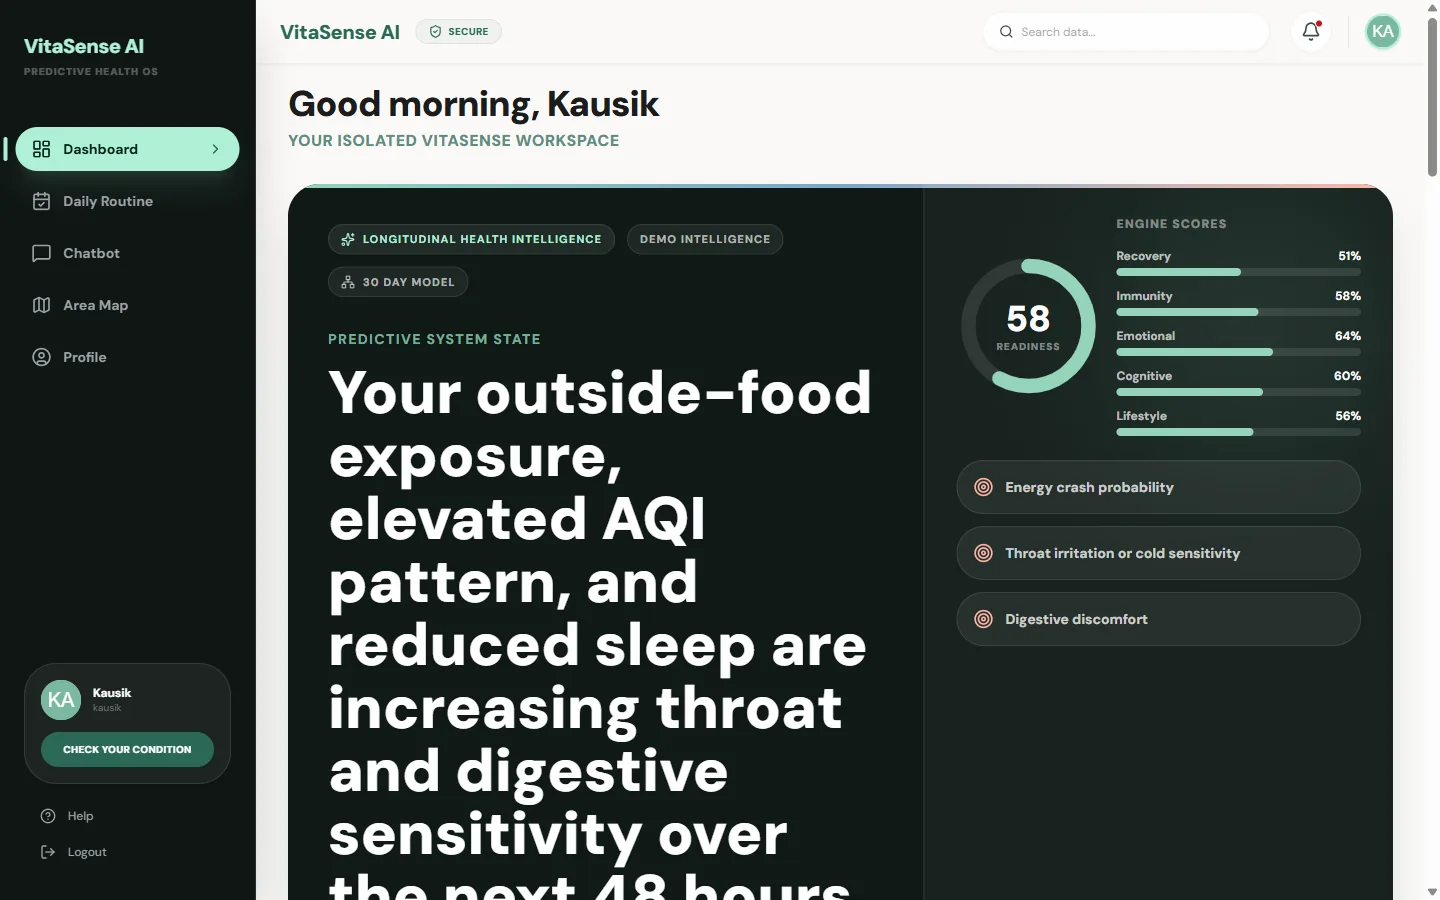 VitaSense AI
PREDICTIVE HEALTH OS
Dashboard
Daily Routine
Chatbot
Area Map
Profile
KA
Kausik
kausik
CHECK YOUR CONDITION
Help
Logout
VitaSense AI
SECURE
Search data...
KA
Good morning, Kausik
YOUR ISOLATED VITASENSE WORKSPACE
LONGITUDINAL HEALTH INTELLIGENCE
DEMO INTELLIGENCE
30 DAY MODEL
PREDICTIVE SYSTEM STATE
Your outside-food
exposure,
elevated AQI
pattern, and
reduced sleep are
increasing throat
and digestive
sensitivity over
the next 48 hours
58
READINESS
ENGINE SCORES
Recovery 51%
Immunity 58%
Emotional 64%
Cognitive 60%
Lifestyle 56%
Energy crash probability
Throat irritation or cold sensitivity
Digestive discomfort